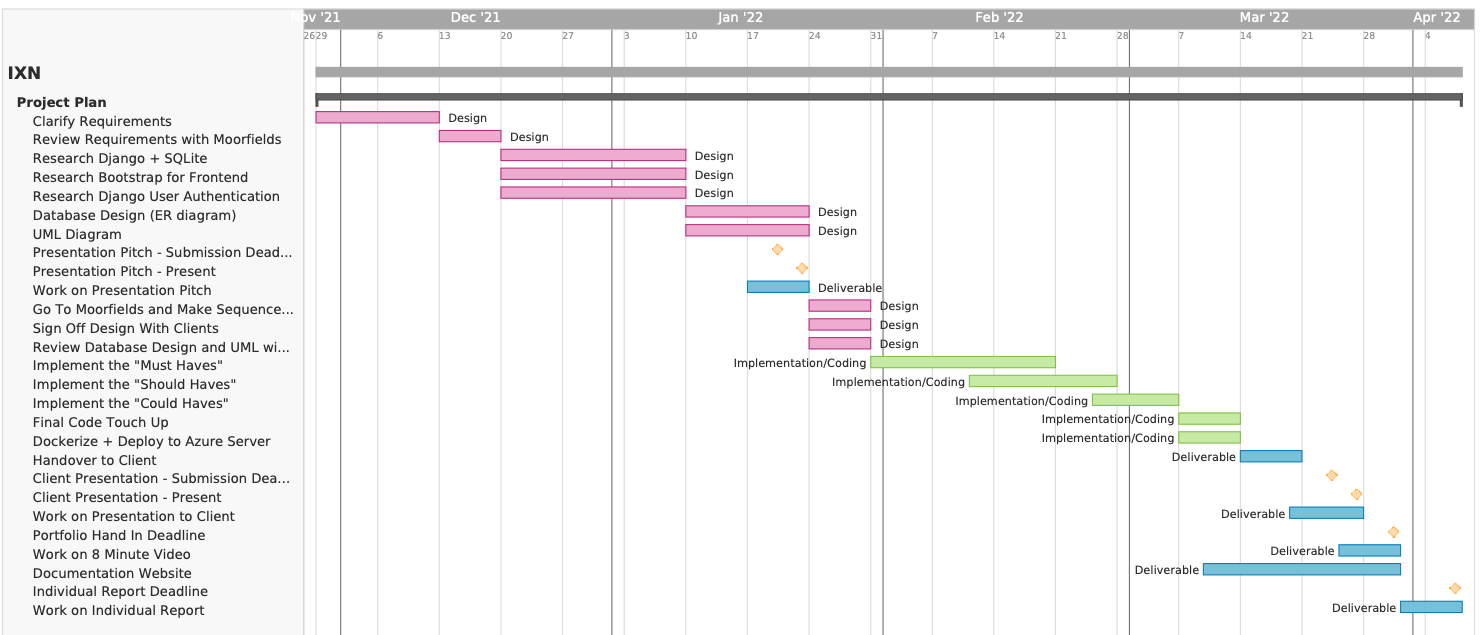 Nov '21 Dec '21 Jan '22 Feb '22 Mar '22 Apr '22
26 29 6 13 20 27 3 10 17 24 31 7 14 21 28 7 14 21 28 4
IXN
Project Plan
Clarify Requirements Design
Review Requirements with Moorfields Design
Research Django + SQLite Design
Research Bootstrap for Frontend Design
Research Django User Authentication Design
Database Design (ER diagram) Design
UML Diagram Design
Presentation Pitch - Submission Dead...
Presentation Pitch - Present
Work on Presentation Pitch Deliverable
Go To Moorfields and Make Sequence... Design
Sign Off Design With Clients Design
Review Database Design and UML wi... Design
Implement the "Must Haves" Implementation/Coding
Implement the "Should Haves" Implementation/Coding
Implement the "Could Haves" Implementation/Coding
Final Code Touch Up Implementation/Coding
Dockerize + Deploy to Azure Server Implementation/Coding
Handover to Client Deliverable
Client Presentation - Submission Dea...
Client Presentation - Present
Work on Presentation to Client Deliverable
Portfolio Hand In Deadline
Work on 8 Minute Video Deliverable
Documentation Website Deliverable
Individual Report Deadline
Work on Individual Report Deliverable